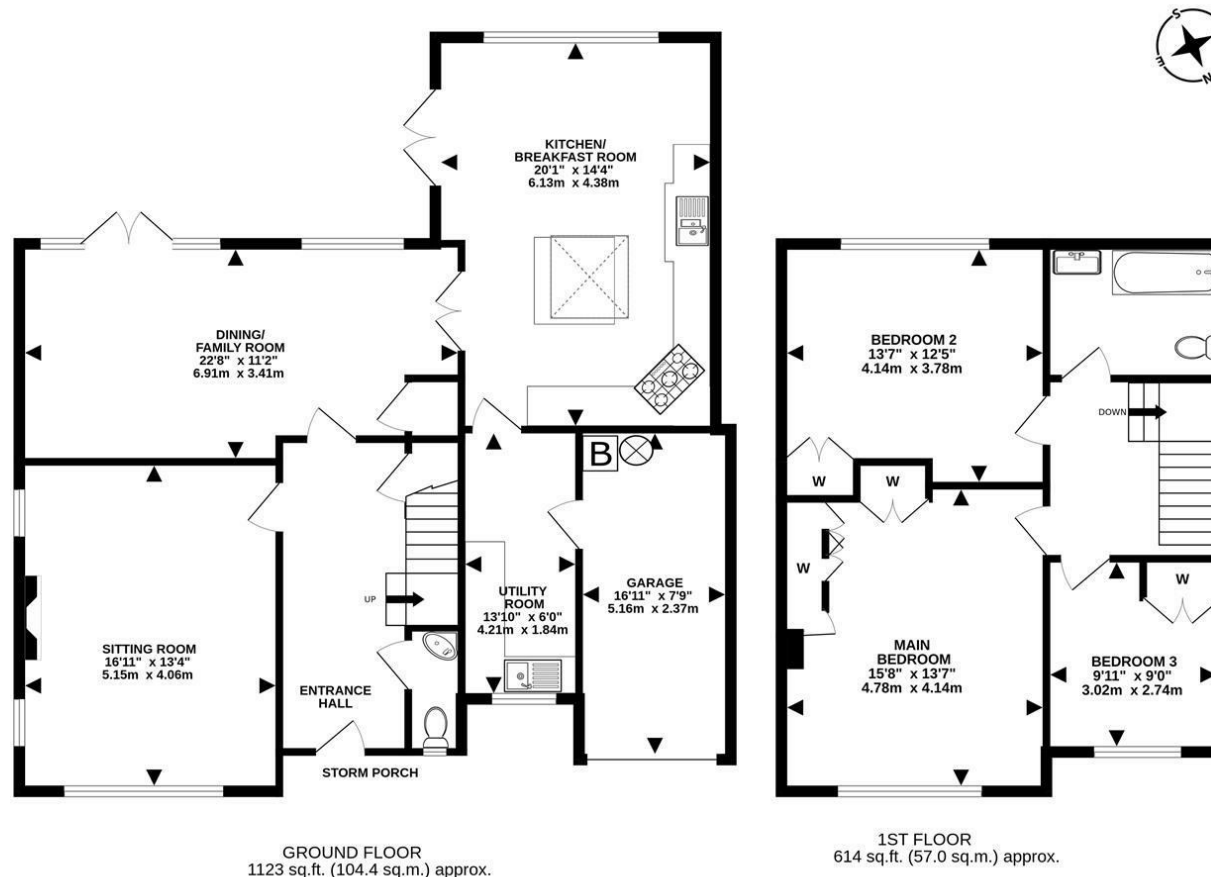 S
E
N
KITCHEN/
BREAKFAST ROOM
20'1" x 14'4"
6.13m x 4.38m
DINING/
FAMILY ROOM
22'8" x 11'2"
6.91m x 3.41m
B
SITTING ROOM
16'11" x 13'4"
5.15m x 4.06m
UP
ENTRANCE
HALL
UTILITY
ROOM
13'10" x 6'0"
4.21m x 1.84m
GARAGE
16'11" x 7'9"
5.16m x 2.37m
STORM PORCH
GROUND FLOOR
1123 sq.ft. (104.4 sq.m.) approx.
BEDROOM 2
13'7" x 12'5"
4.14m x 3.78m
DOWN
W
W
W
W
MAIN
BEDROOM
15'8" x 13'7"
4.78m x 4.14m
BEDROOM 3
9'11" x 9'0"
3.02m x 2.74m
1ST FLOOR
614 sq.ft. (57.0 sq.m.) approx.